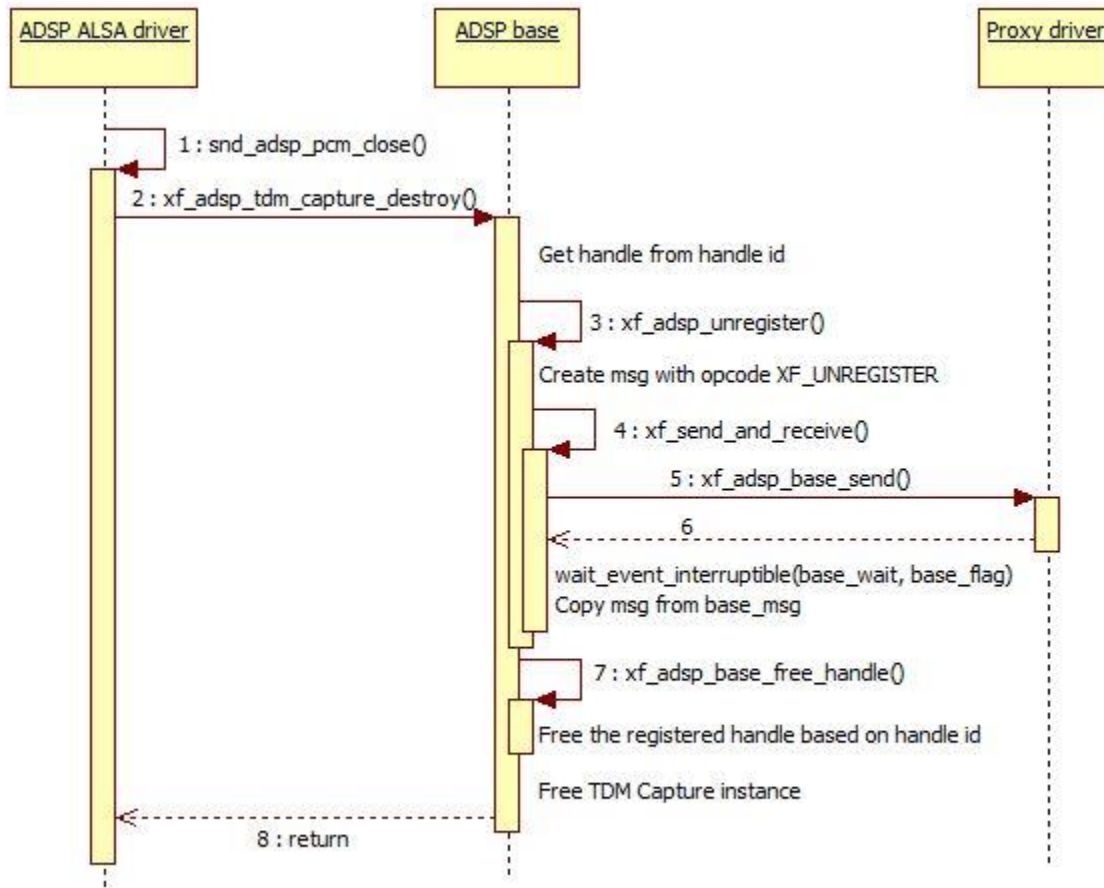 ADSP ALSA driver
ADSP base
Proxy driver
1 : snd_adsp_pcm_close()
2 : xf_adsp_tdm_capture_destroy()
Get handle from handle id
3 : xf_adsp_unregister()
Create msg with opcode XF_UNREGISTER
4 : xf_send_and_receive()
5 : xf_adsp_base_send()
6
wait_event_interruptible(base_wait, base_flag)
Copy msg from base_msg
7 : xf_adsp_base_free_handle()
Free the registered handle based on handle id
Free TDM Capture instance
8 : return